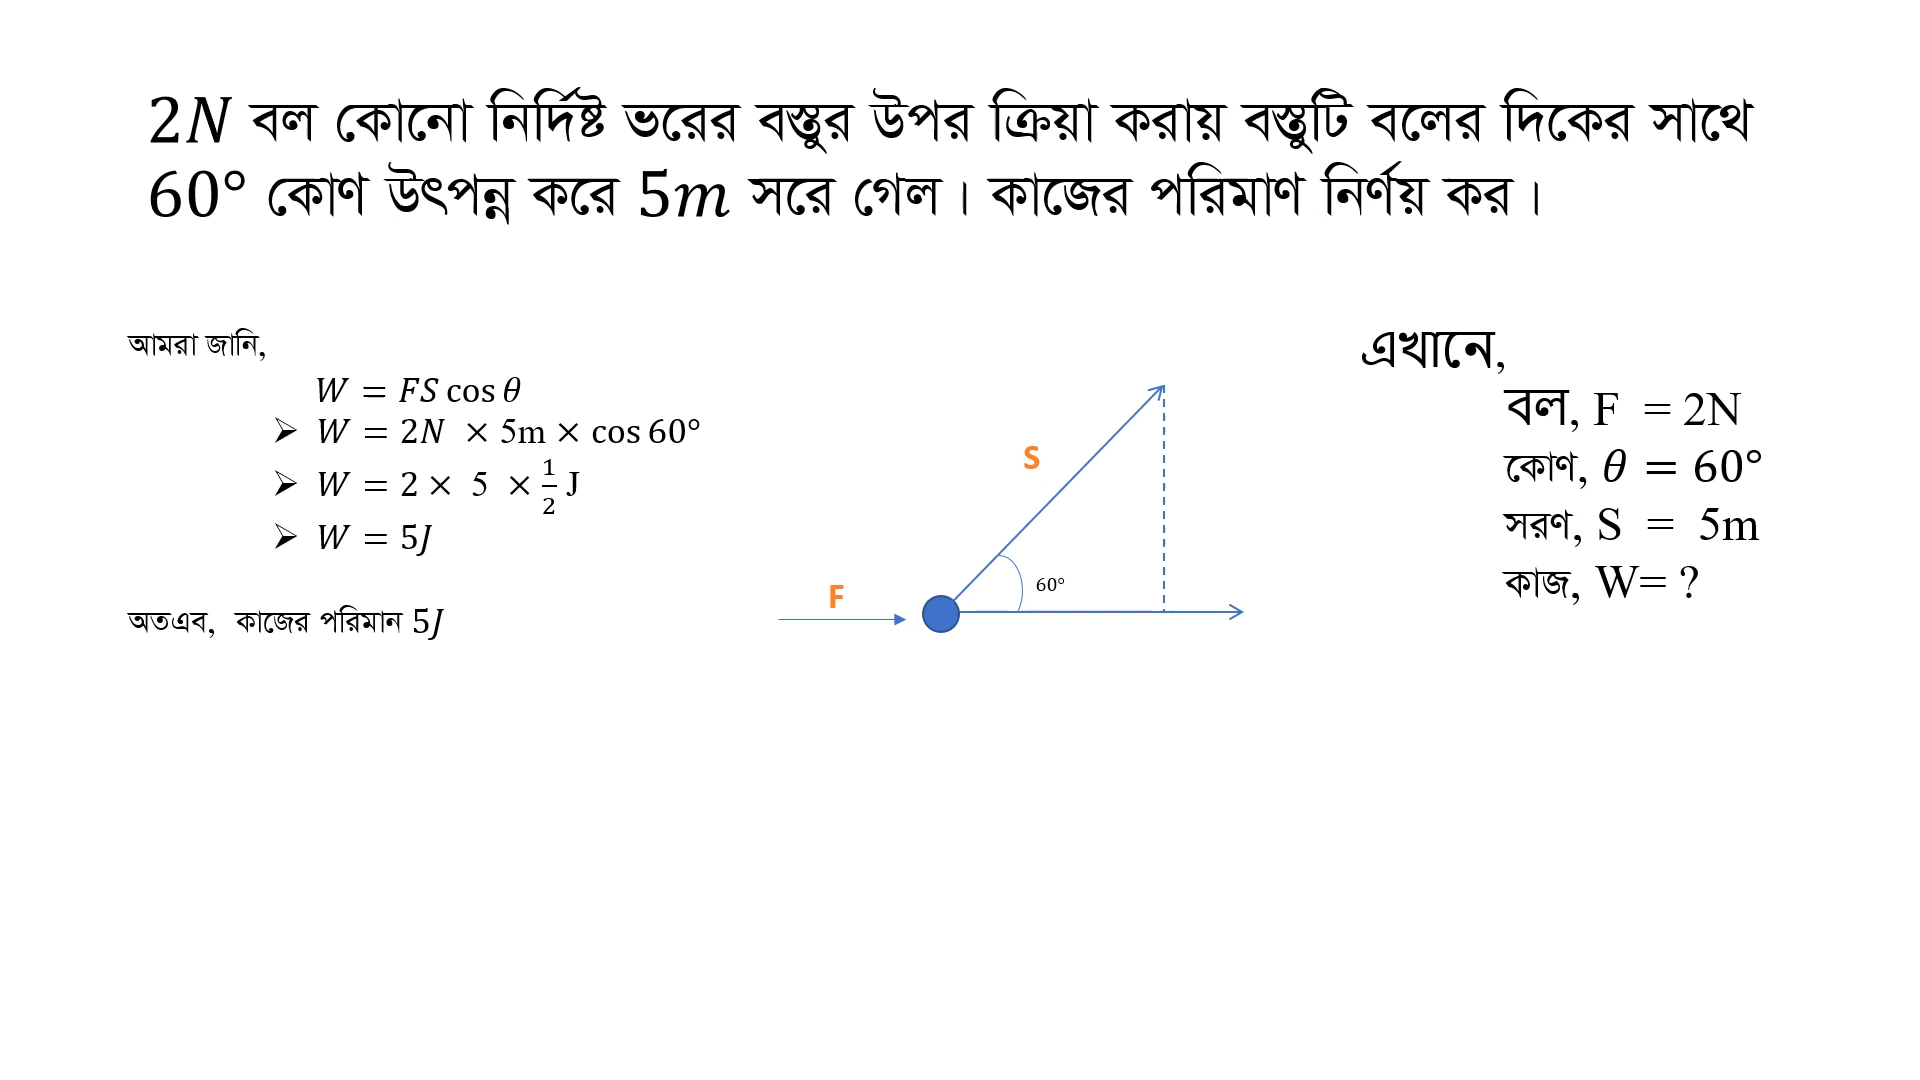 2N বল কোনো নির্দিষ্ট ভরের বস্তুর উপর ক্রিয়া করায় বস্তুটি বলের দিকের সাথে
60° কোণ উৎপন্ন করে 5m সরে গেল। কাজের পরিমাণ নির্ণয় কর।
আমরা জানি,
W = FS cos θ
➢ W = 2N × 5m × cos 60°
➢ W = 2 × 5 × 1/2 J
➢ W = 5J
অতএব, কাজের পরিমান 5J
S
F
60°
এখানে,
বল, F = 2N
কোণ, θ = 60°
সরণ, S = 5m
কাজ, W= ?